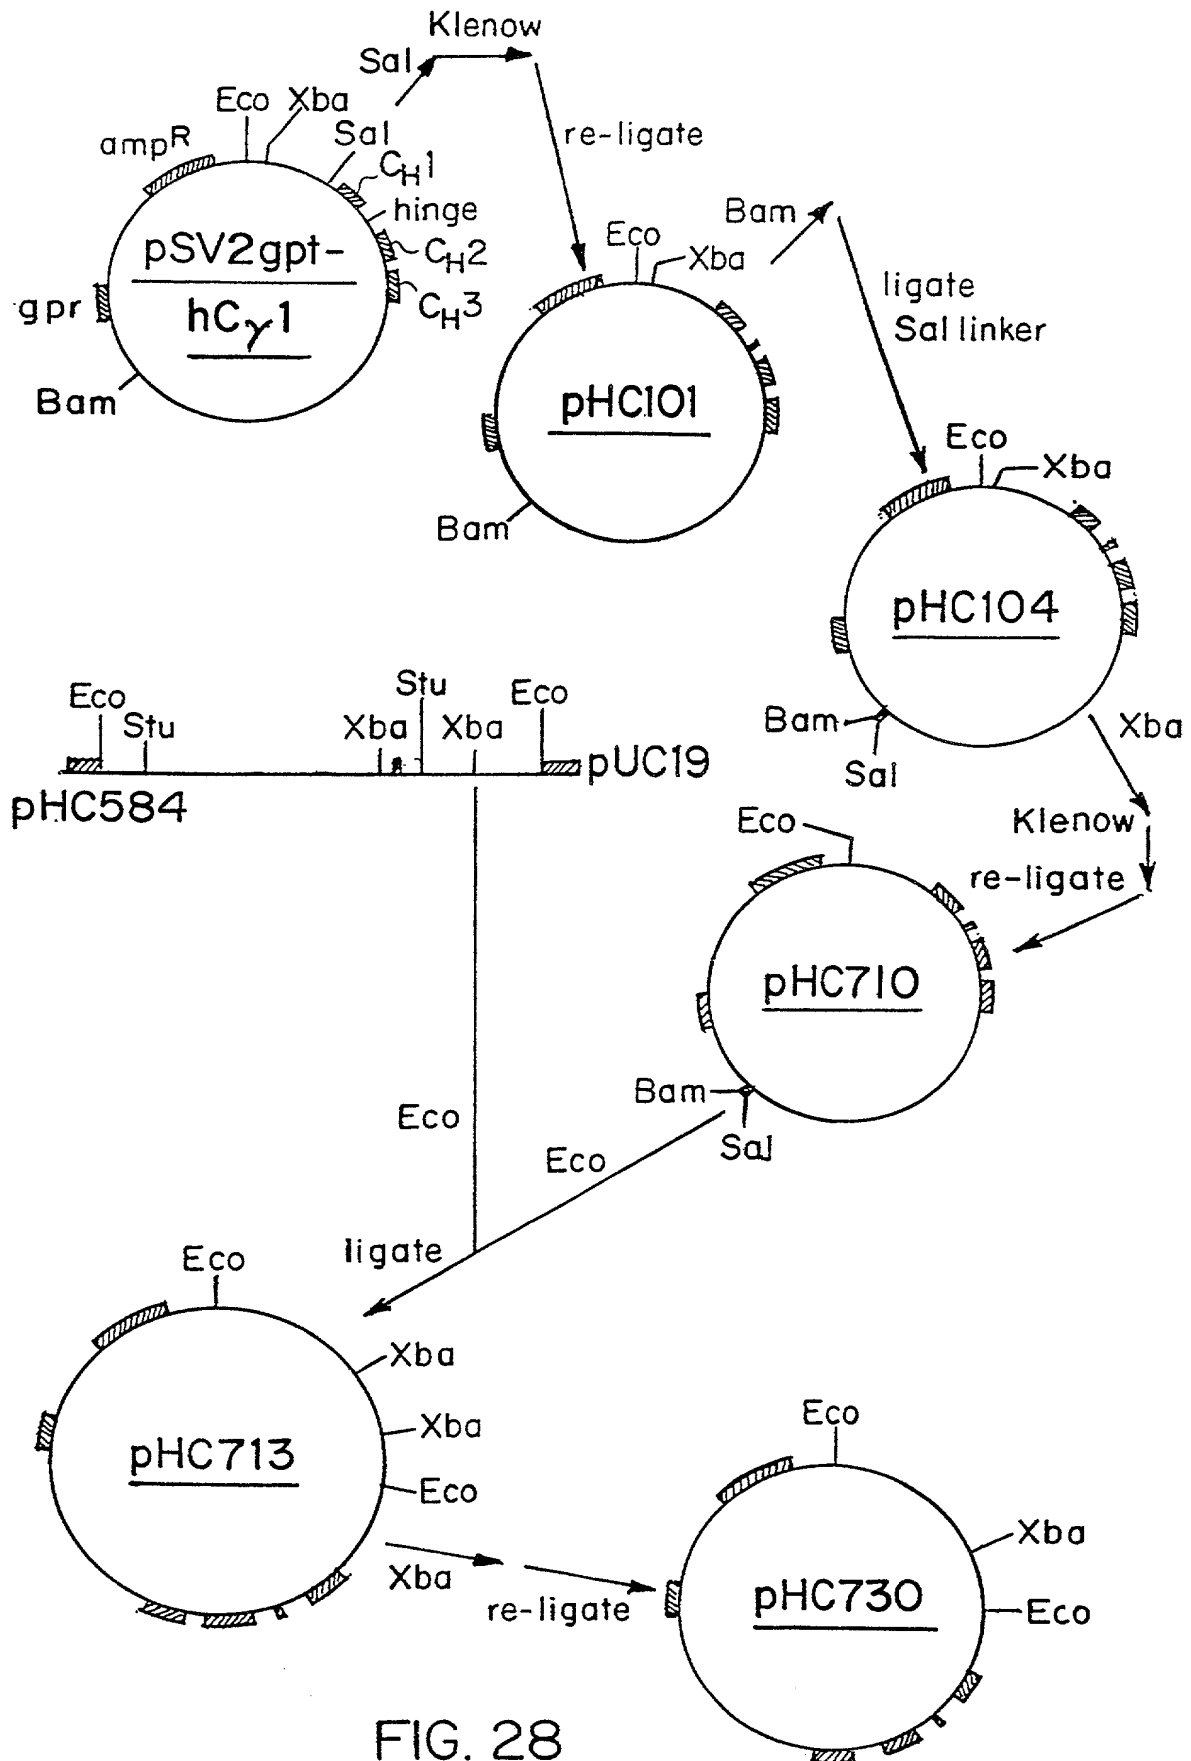 Klenow
Sal
Eco
Xba
Sal
ampR
CH1
hinge
CH2
CH3
pSV2gpt-
hCγ1
gpr
Bam
re-ligate
Eco
Xba
pHC101
Bam
Bam
ligate
Sal linker
Eco
Xba
pHC104
Bam
Sal
Xba
Klenow
re-ligate
Eco
Stu
Xba
Stu
Xba
Eco
pUC19
pHC584
Eco
pHC710
Bam
Sal
Eco
Eco
ligate
Eco
Xba
Xba
Eco
pHC713
Xba
re-ligate
Eco
Xba
Eco
pHC730
FIG. 28